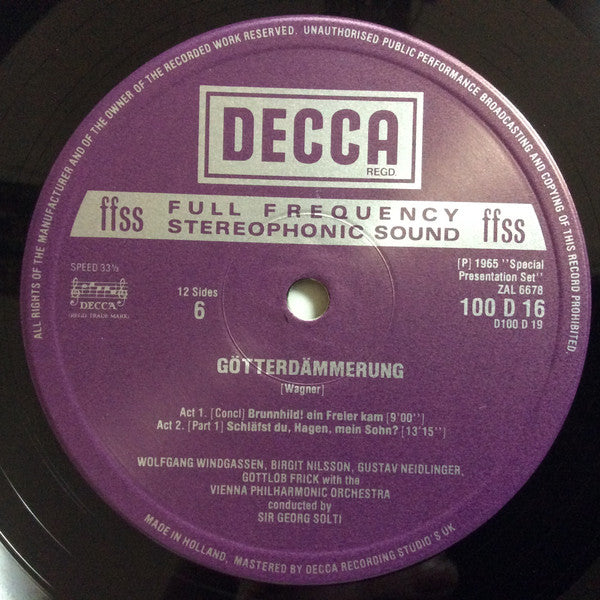 ALL RIGHTS OF THE MANUFACTURER AND OF THE OWNER OF THE RECORDED WORK RESERVED. UNAUTHORISED PUBLIC PERFORMANCE BROADCASTING AND COPYING OF THIS RECORD PROHIBITED.
DECCA
REGD.
ffss FULL FREQUENCY STEREOPHONIC SOUND ffss
SPEED 33⅓
DECCA
(REGD. TRADE MARK)
12 Sides
6
[P] 1965 "Special
Presentation Set"
ZAL 6678
100 D 16
D100 D 19
GÖTTERDÄMMERUNG
[Wagner]
Act 1. [Concl] Brunnhild! ein Freier kam [9'00"]
Act 2. [Part 1] Schläfst du, Hagen, mein Sohn? [13'15"]
WOLFGANG WINDGASSEN, BIRGIT NILSSON, GUSTAV NEIDLINGER,
GOTTLOB FRICK with the
VIENNA PHILHARMONIC ORCHESTRA
conducted by
SIR GEORG SOLTI
MADE IN HOLLAND, MASTERED BY DECCA RECORDING STUDIO'S UK